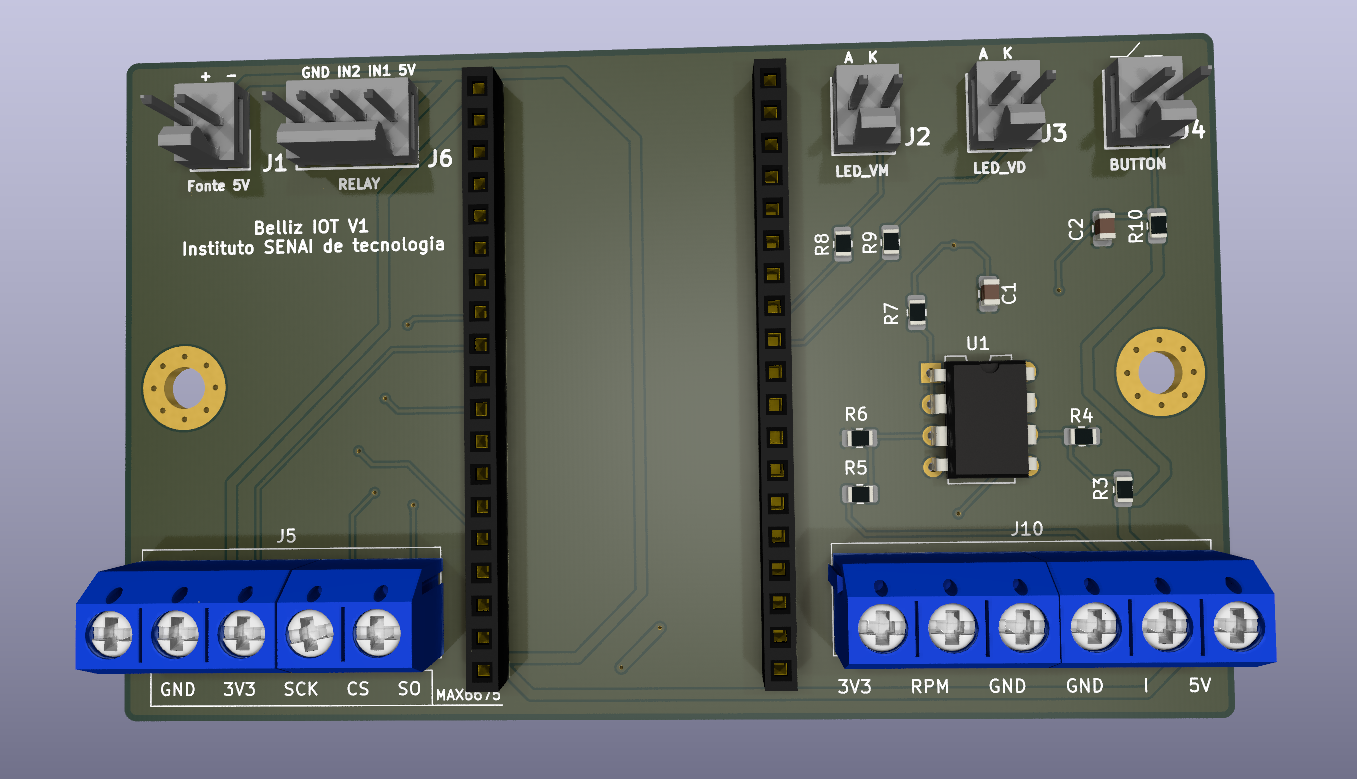 + −
GND IN2 IN1 5V
A K
A K
J1
J6
J2
J3
Fonte 5V
RELAY
LED_VM
LED_VD
BUTTON
Belliz IOT V1
Instituto SENAI de tecnologia
R8
R9
C2
R10
R7
C1
U1
R6
R4
R5
R3
J5
J10
GND 3V3 SCK CS SO
MAX6675
3V3 RPM GND GND I 5V